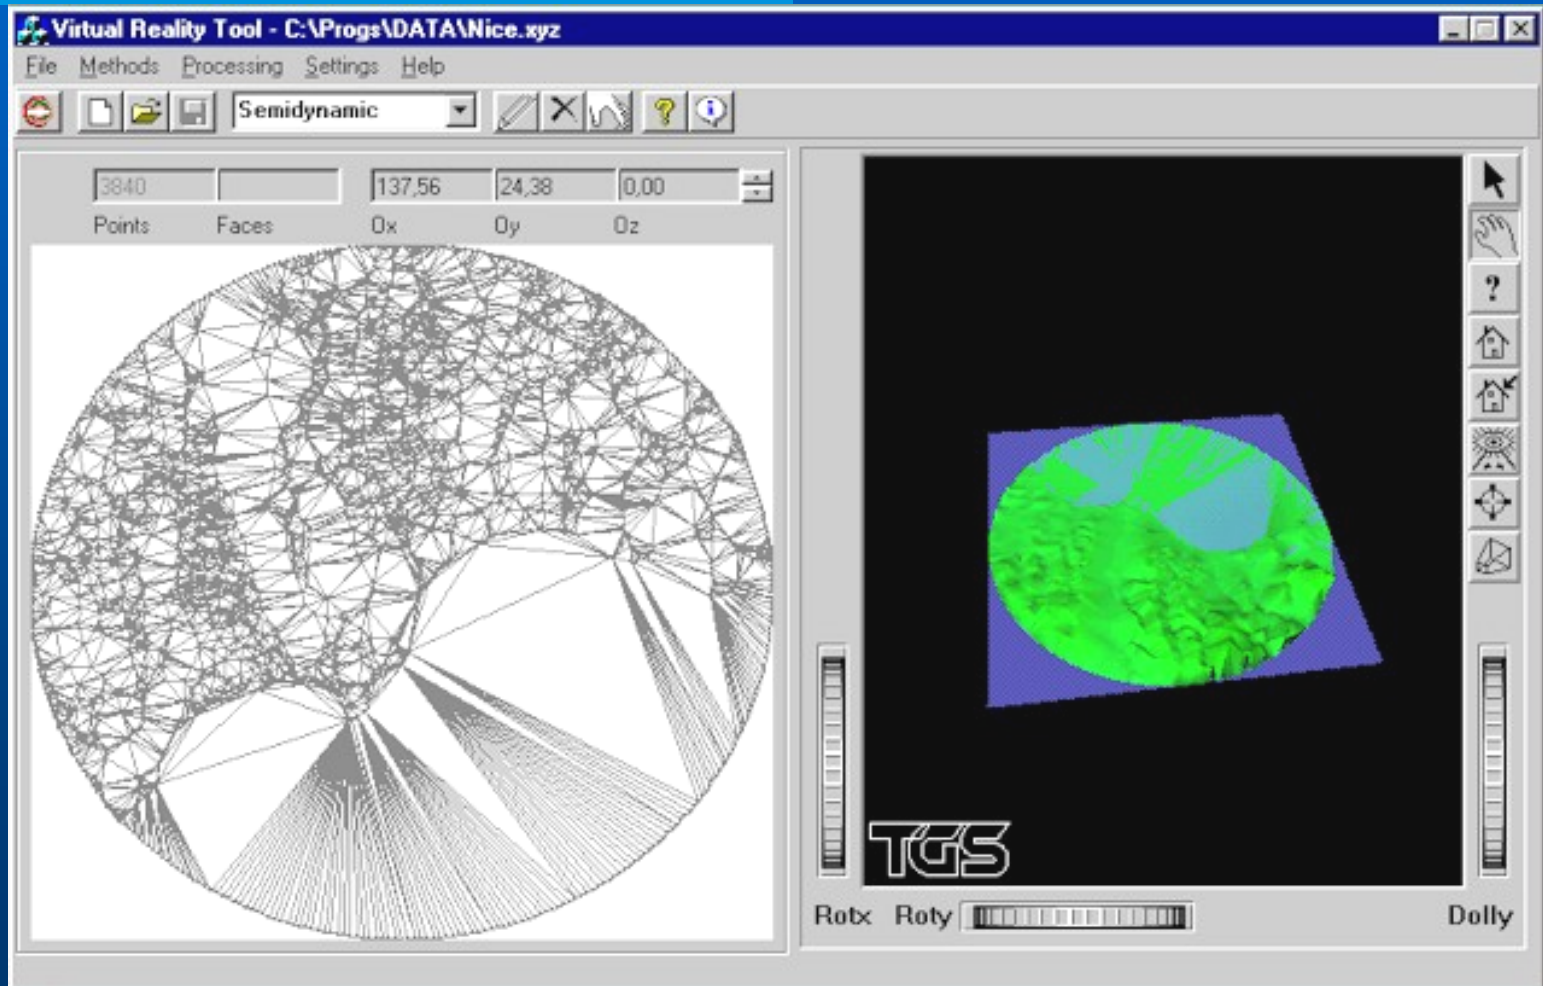 Virtual Reality Tool - C:\Progs\DATA\Nice.xyz
File Methods Processing Settings Help
Semidynamic
3840 137,56 24,38 0,00
Points Faces Ox Oy Oz
TGS
Rotx Roty Dolly